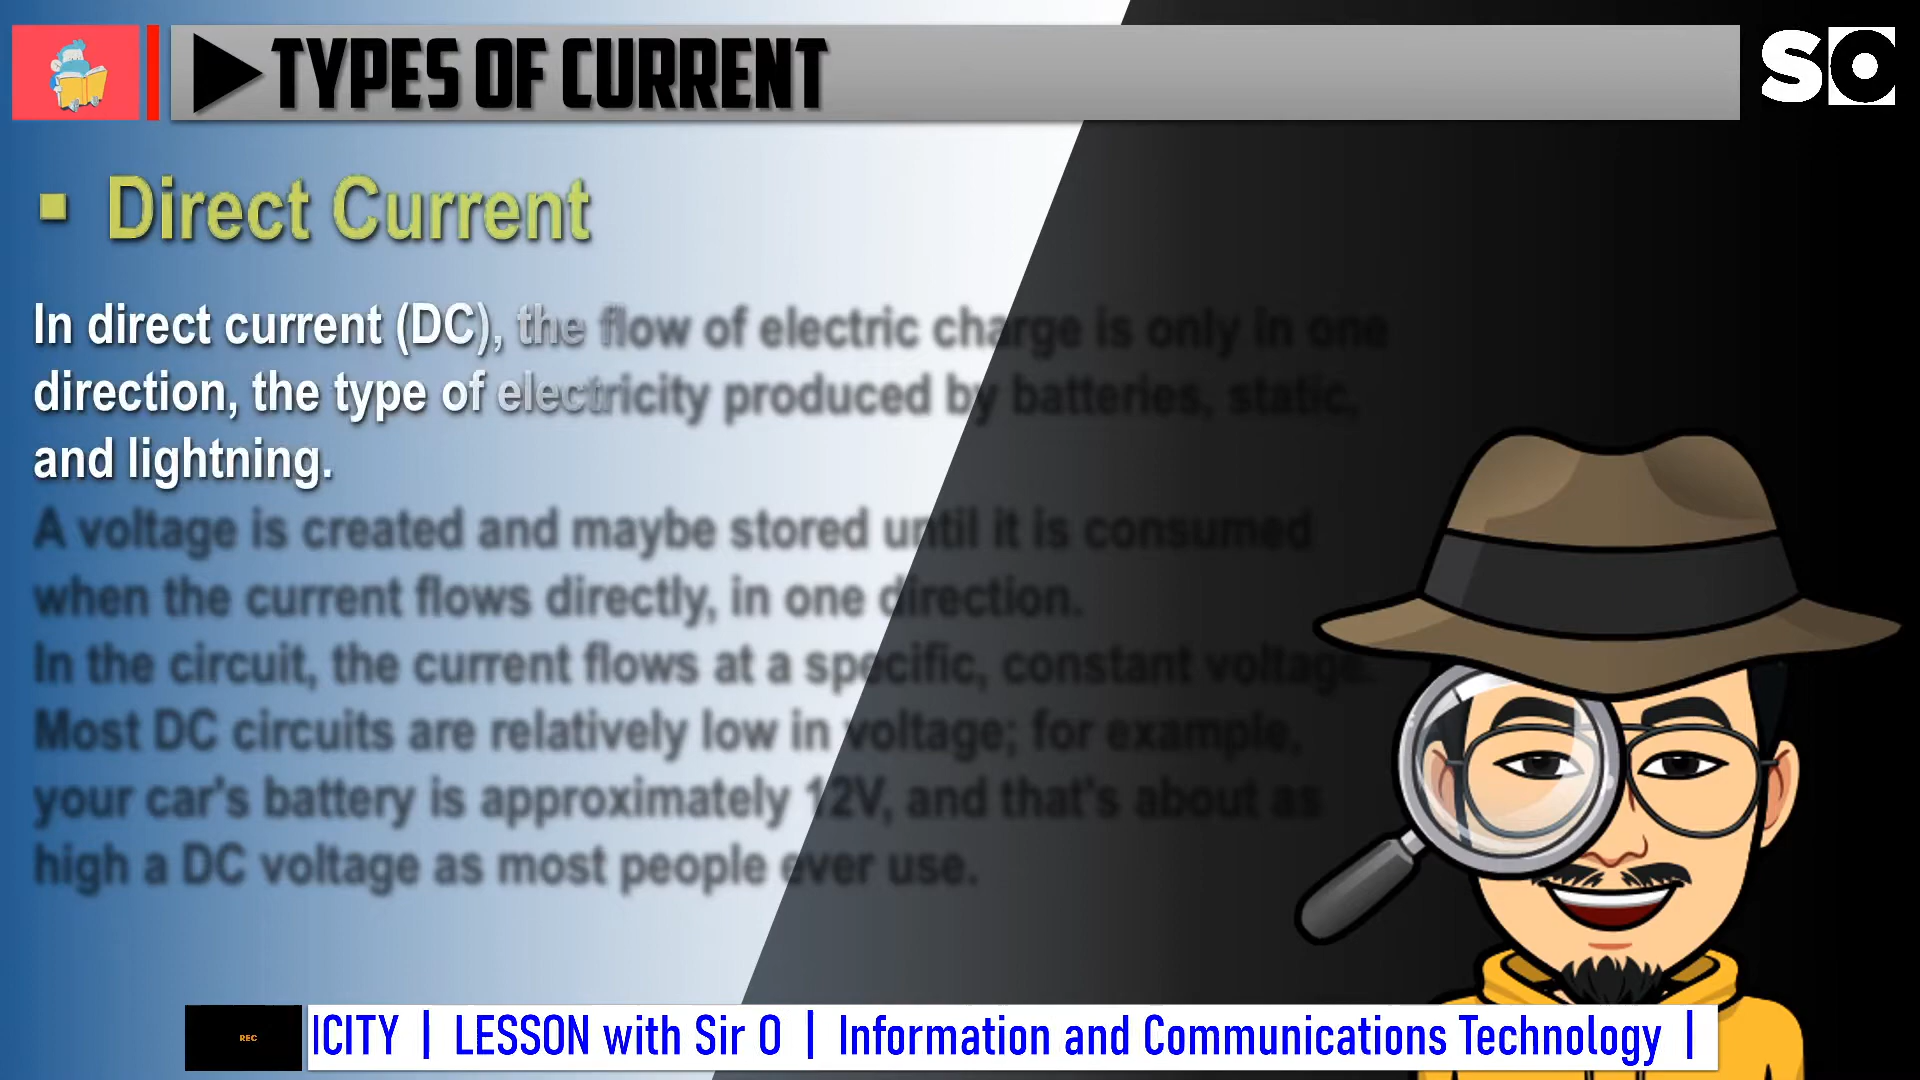 TYPES OF CURRENT
SO
▪ Direct Current
In direct current (DC), the flow of electric charge is only in one
direction, the type of electricity produced by batteries, static,
and lightning.
A voltage is created and maybe stored until it is consumed
when the current flows directly, in one direction.
In the circuit, the current flows at a specific, constant voltage.
Most DC circuits are relatively low in voltage; for example,
your car's battery is approximately 12V, and that's about as
high a DC voltage as most people ever use.
REC
ICITY | LESSON with Sir O | Information and Communications Technology |